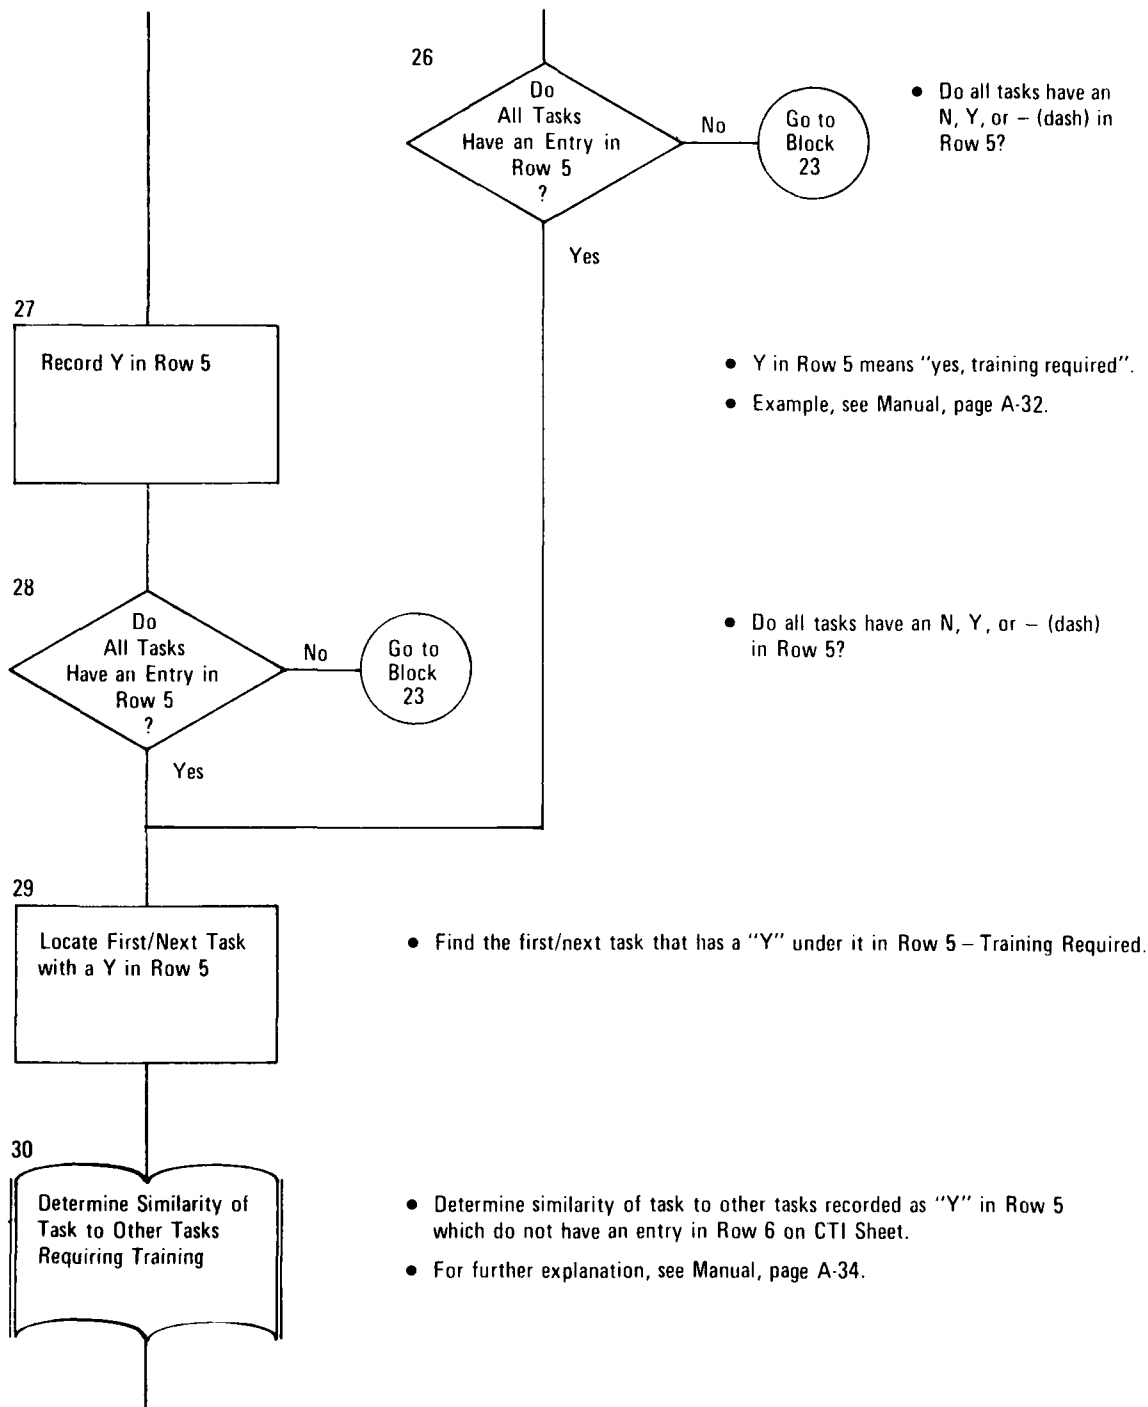 26
Do
All Tasks
Have an Entry in
Row 5
?
No
Go to
Block
23
Yes
● Do all tasks have an
N, Y, or – (dash) in
Row 5?
27
Record Y in Row 5
● Y in Row 5 means "yes, training required".
● Example, see Manual, page A-32.
28
Do
All Tasks
Have an Entry in
Row 5
?
No
Go to
Block
23
Yes
● Do all tasks have an N, Y, or – (dash)
in Row 5?
29
Locate First/Next Task
with a Y in Row 5
● Find the first/next task that has a "Y" under it in Row 5 – Training Required.
30
Determine Similarity of
Task to Other Tasks
Requiring Training
● Determine similarity of task to other tasks recorded as "Y" in Row 5
which do not have an entry in Row 6 on CTI Sheet.
● For further explanation, see Manual, page A-34.